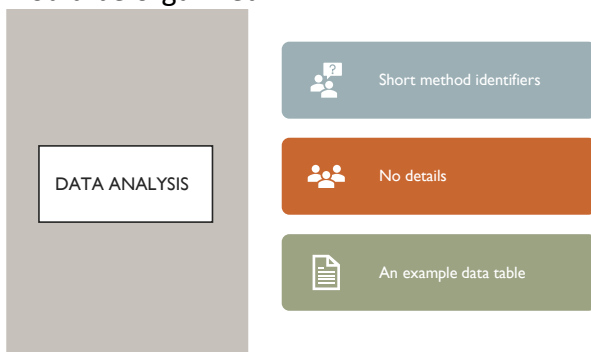 DATA ANALYSIS
?
Short method identifiers
No details
An example data table